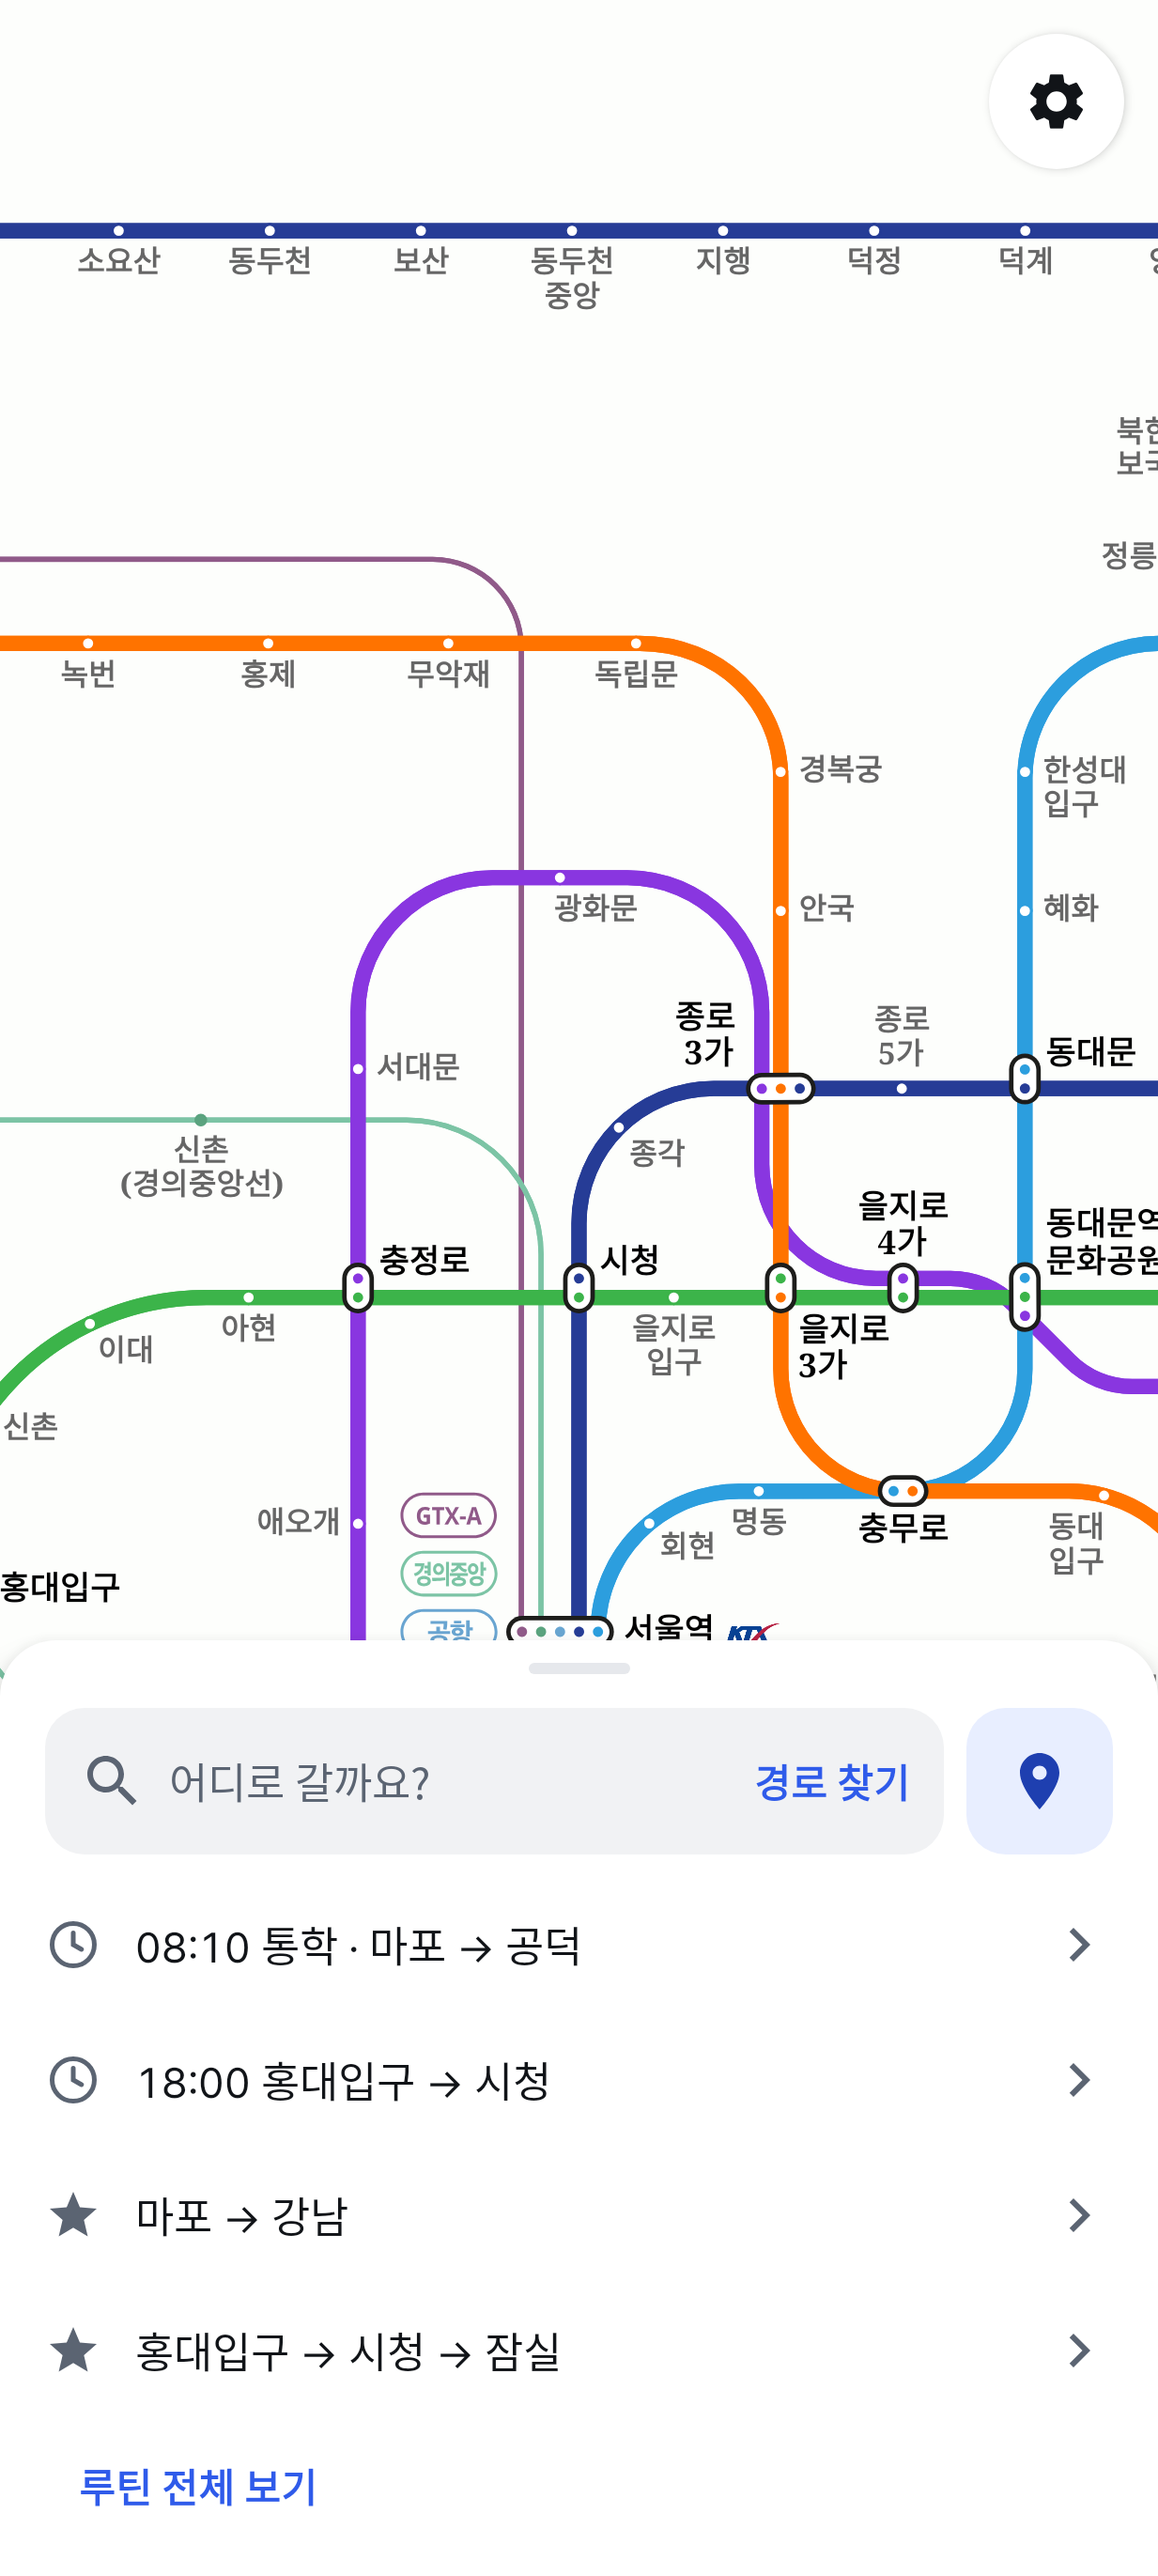 소요산
동두천
보산
동두천
중앙
지행
덕정
덕계
정릉
녹번
홍제
무악재
독립문
경복궁
한성대
입구
광화문
안국
혜화
종로
3가
종로
5가
동대문
서대문
종각
신촌
(경의중앙선)
을지로
4가
충정로
시청
이대
아현
을지로
입구
을지로
3가
신촌
애오개
GTX-A
경의중앙
공항
회현
명동
충무로
동대
입구
홍대입구
서울역
KTX
어디로 갈까요?
경로 찾기
08:10 통학 · 마포 → 공덕
18:00 홍대입구 → 시청
마포 → 강남
홍대입구 → 시청 → 잠실
루틴 전체 보기